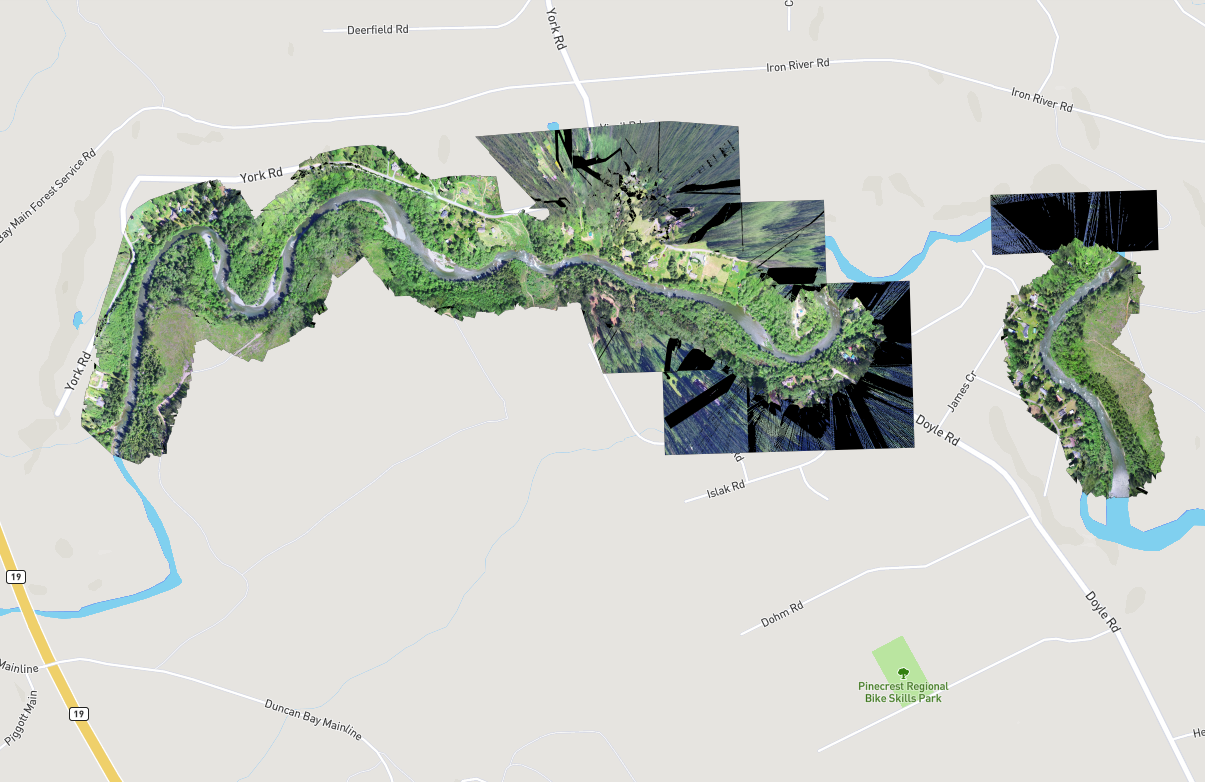 Deerfield Rd
York Rd
Iron River Rd
Iron River Rd
Bay Main Forest Service Rd
York Rd
York Rd
James Cr
Doyle Rd
Rd
Islak Rd
19
Dohm Rd
Doyle Rd
Mainline
Pinecrest Regional
Bike Skills Park
Piggott Main
19
Duncan Bay Mainline